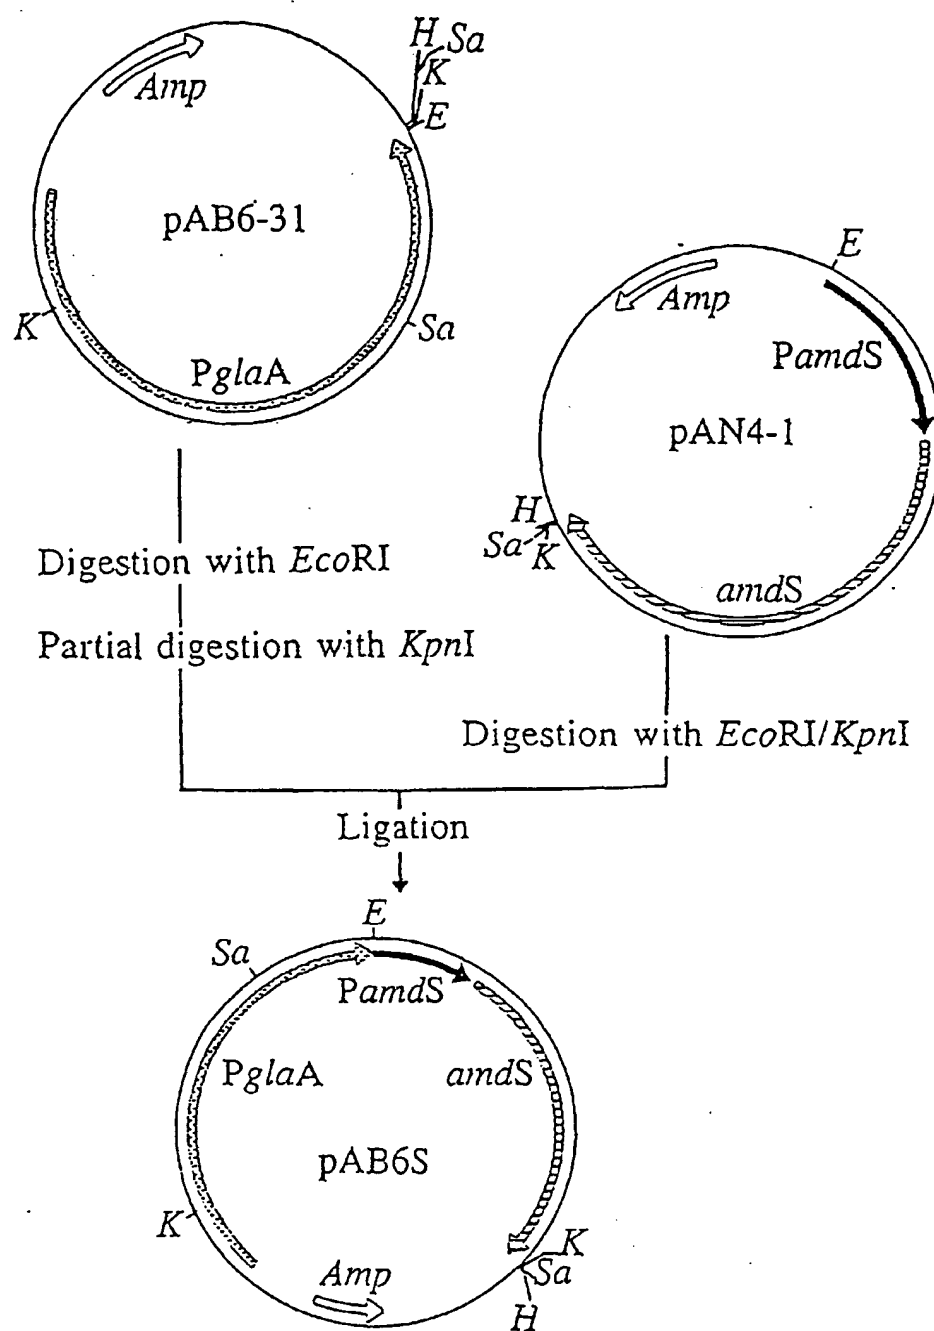 H
Sa
K
E
Amp
pAB6-31
K
Sa
PglaA
E
Amp
PamdS
pAN4-1
H
Sa
K
amdS
Digestion with EcoRI
Partial digestion with KpnI
Digestion with EcoRI/KpnI
Ligation
E
Sa
PamdS
PglaA
amdS
pAB6S
K
K
Sa
Amp
H